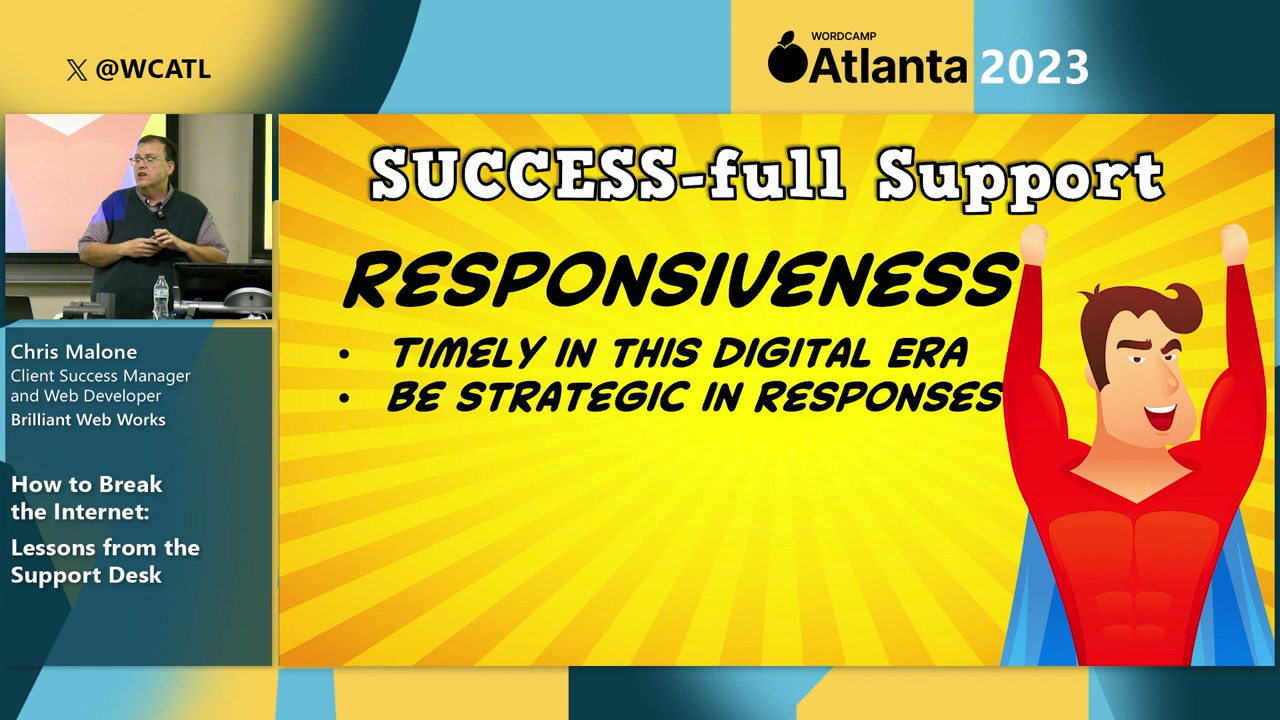 𝕏 @WCATL
WORDCAMP
Atlanta 2023
SUCCESS-full Support
RESPONSIVENESS
• TIMELY IN THIS DIGITAL ERA
• BE STRATEGIC IN RESPONSES
Chris Malone
Client Success Manager
and Web Developer
Brilliant Web Works
How to Break
the Internet:
Lessons from the
Support Desk